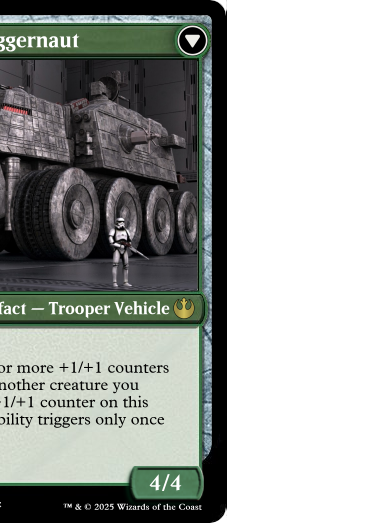 ggernaut
fact — Trooper Vehicle
or more +1/+1 counters
nother creature you
+1/+1 counter on this
bility triggers only once
4/4
™ & © 2025 Wizards of the Coast